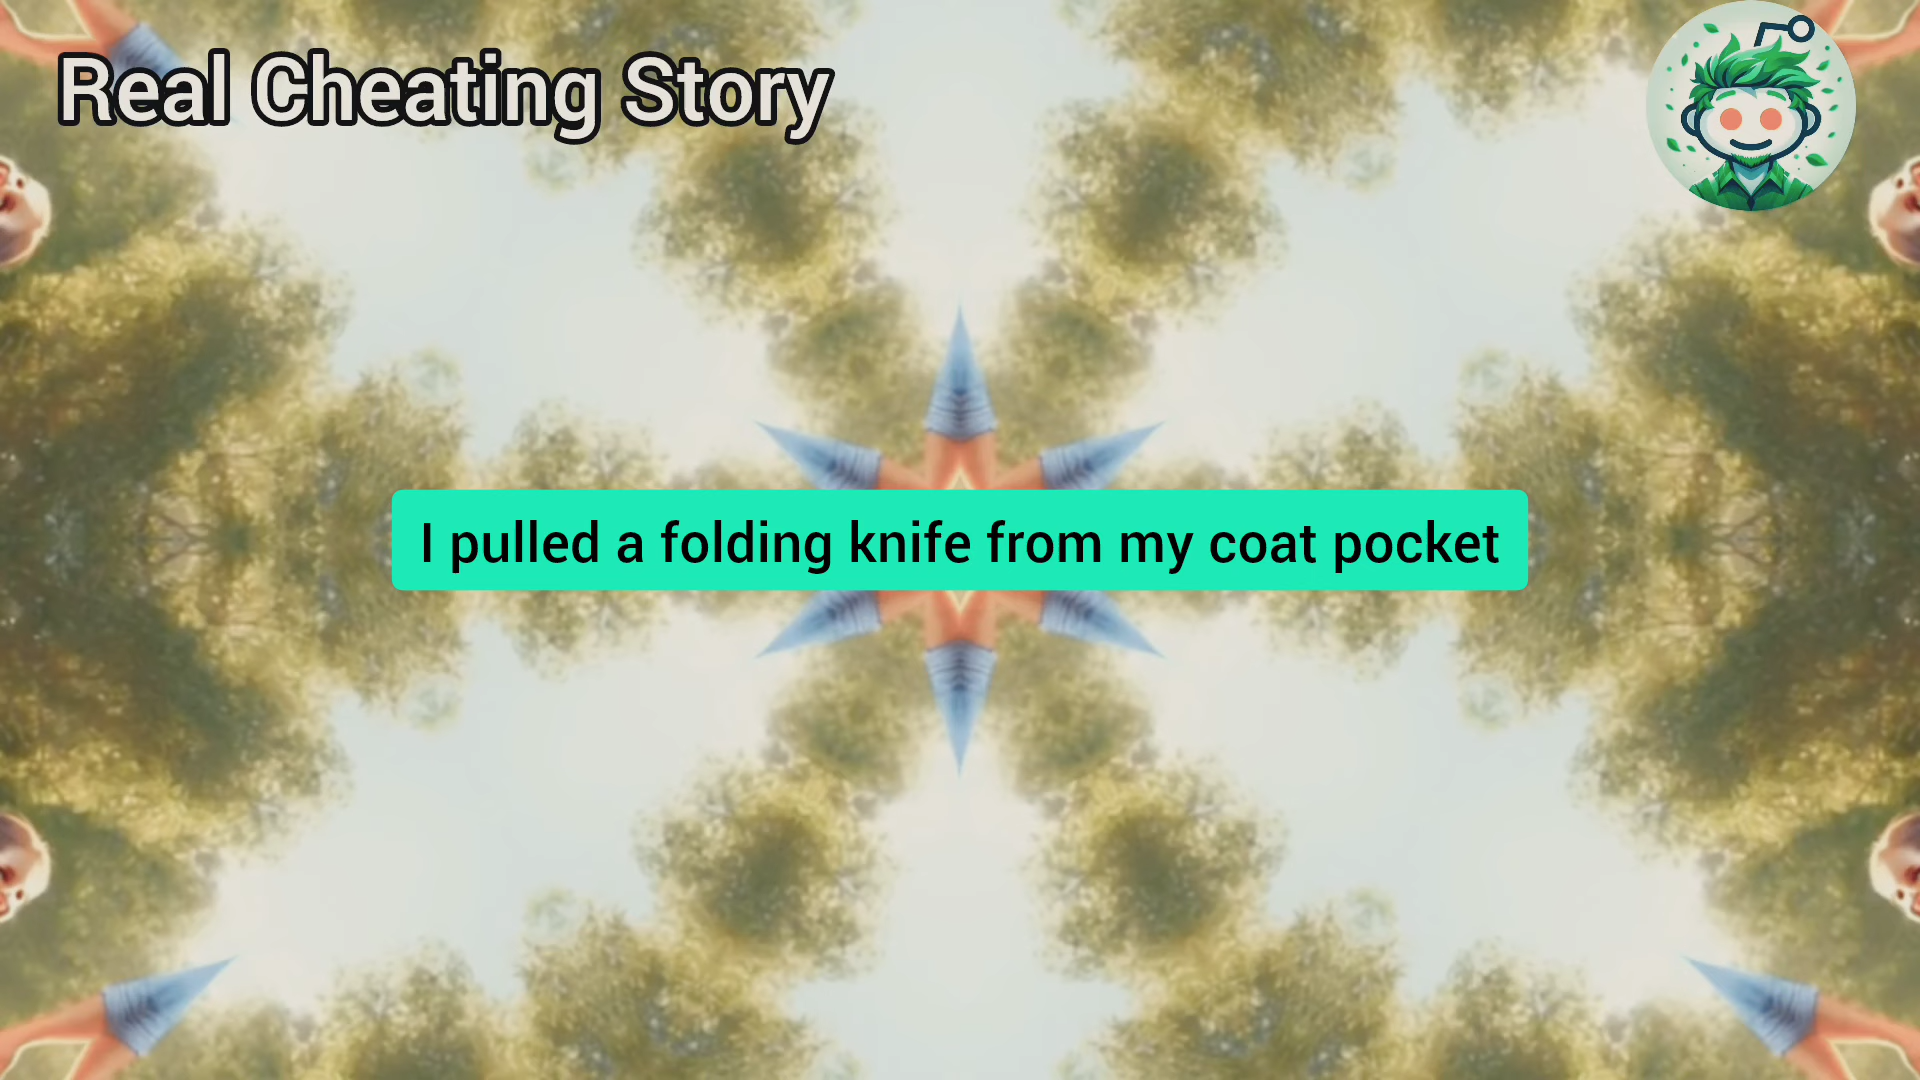 Real Cheating Story
I pulled a folding knife from my coat pocket